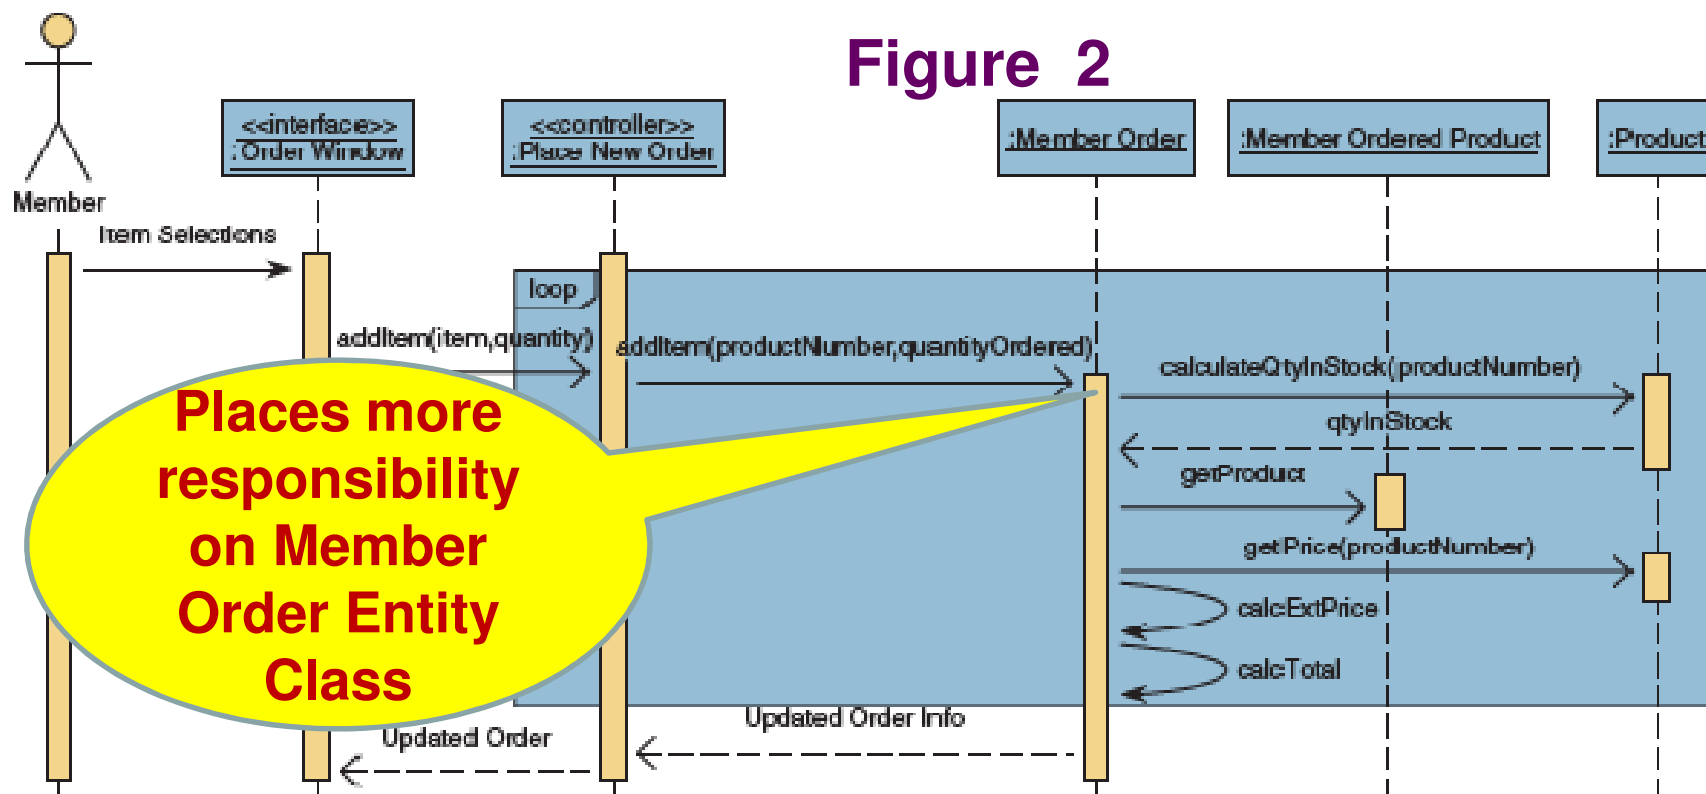 Figure 2
<<interface>>
:Order Window
<<controller>>
:Place New Order
:Member Order
:Member Ordered Product
:Product
Member
Item Selections
loop
addItem(item,quantity)
addItem(productNumber,quantityOrdered)
calculateQtyInStock(productNumber)
qtyInStock
getProduct
getPrice(productNumber)
calcExtPrice
calcTotal
Places more
responsibility
on Member
Order Entity
Class
Updated Order Info
Updated Order